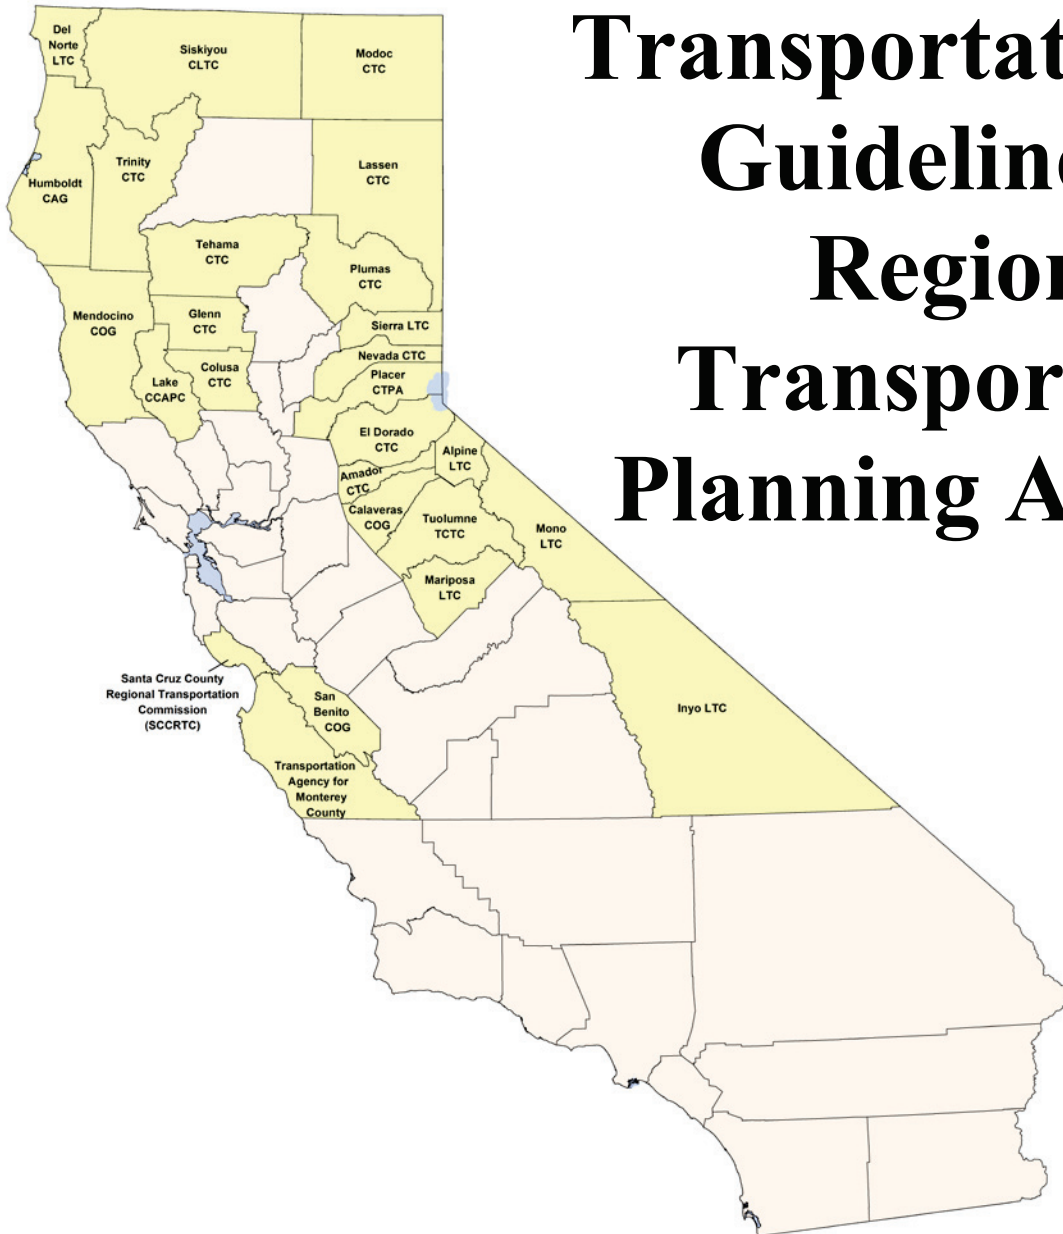 Transportat
Guideline
Region
Transpor
Planning A
Del
Norte
LTC
Siskiyou
CLTC
Modoc
CTC
Humboldt
CAG
Trinity
CTC
Lassen
CTC
Tehama
CTC
Plumas
CTC
Mendocino
COG
Glenn
CTC
Sierra LTC
Nevada CTC
Lake
CCAPC
Colusa
CTC
Placer
CTPA
El Dorado
CTC
Alpine
LTC
Amador
CTC
Calaveras
COG
Tuolumne
TCTC
Mono
LTC
Mariposa
LTC
Santa Cruz County
Regional Transportation
Commission
(SCCRTC)
San
Benito
COG
Inyo LTC
Transportation
Agency for
Monterey
County